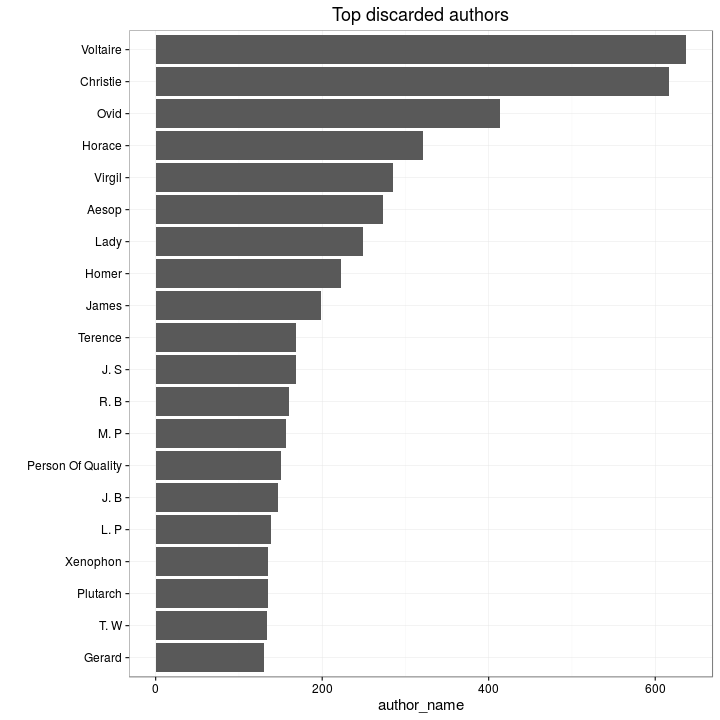 Top discarded authors
Voltaire
Christie
Ovid
Horace
Virgil
Aesop
Lady
Homer
James
Terence
J. S
R. B
M. P
Person Of Quality
J. B
L. P
Xenophon
Plutarch
T. W
Gerard
0 200 400 600
author_name